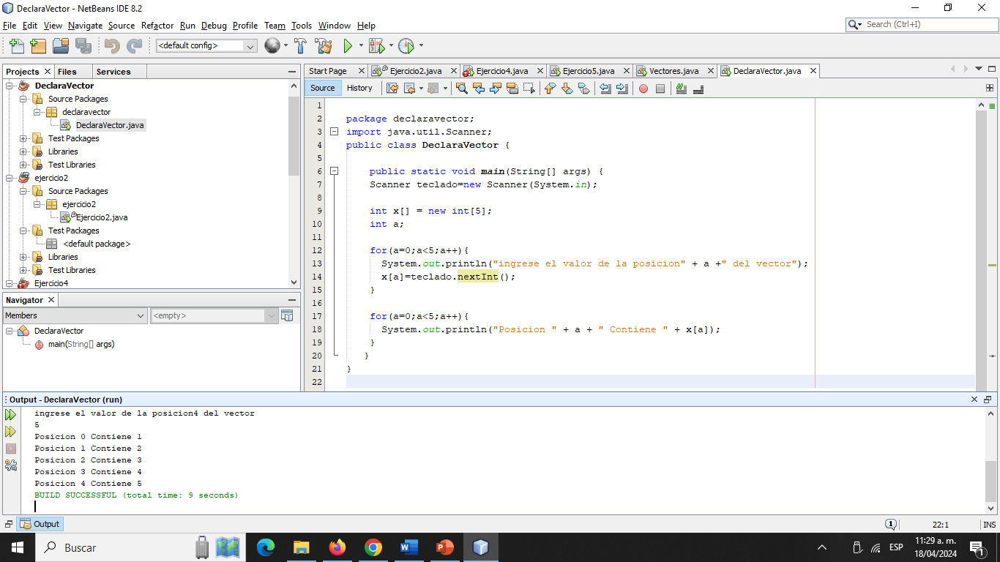 DeclaraVector - NetBeans IDE 8.2
File Edit View Navigate Source Refactor Run Debug Profile Team Tools Window Help
Search (Ctrl+I)
<default config>
Projects Files Services
DeclaraVector
Source Packages
declaravector
DeclaraVector.java
Test Packages
Libraries
Test Libraries
ejercicio2
Source Packages
ejercicio2
Ejercicio2.java
Test Packages
<default package>
Libraries
Test Libraries
Ejercicio4
Navigator
Members <empty>
DeclaraVector
main(String[] args)
Start Page Ejercicio2.java Ejercicio4.java Ejercicio5.java Vectores.java DeclaraVector.java
Source History
1
2 package declaravector;
3 import java.util.Scanner;
4 public class DeclaraVector {
5
6 public static void main(String[] args) {
7 Scanner teclado=new Scanner(System.in);
8
9 int x[] = new int[5];
10 int a;
11
12 for(a=0;a<5;a++){
13 System.out.println("ingrese el valor de la posicion" + a +" del vector");
14 x[a]=teclado.nextInt();
15 }
16
17 for(a=0;a<5;a++){
18 System.out.println("Posicion " + a + " Contiene " + x[a]);
19 }
20 }
21 }
22
Output - DeclaraVector (run)
ingrese el valor de la posicion4 del vector
5
Posicion 0 Contiene 1
Posicion 1 Contiene 2
Posicion 2 Contiene 3
Posicion 3 Contiene 4
Posicion 4 Contiene 5
BUILD SUCCESSFUL (total time: 9 seconds)
Output
1
22:1
INS
Buscar
ESP
11:29 a. m.
18/04/2024
1